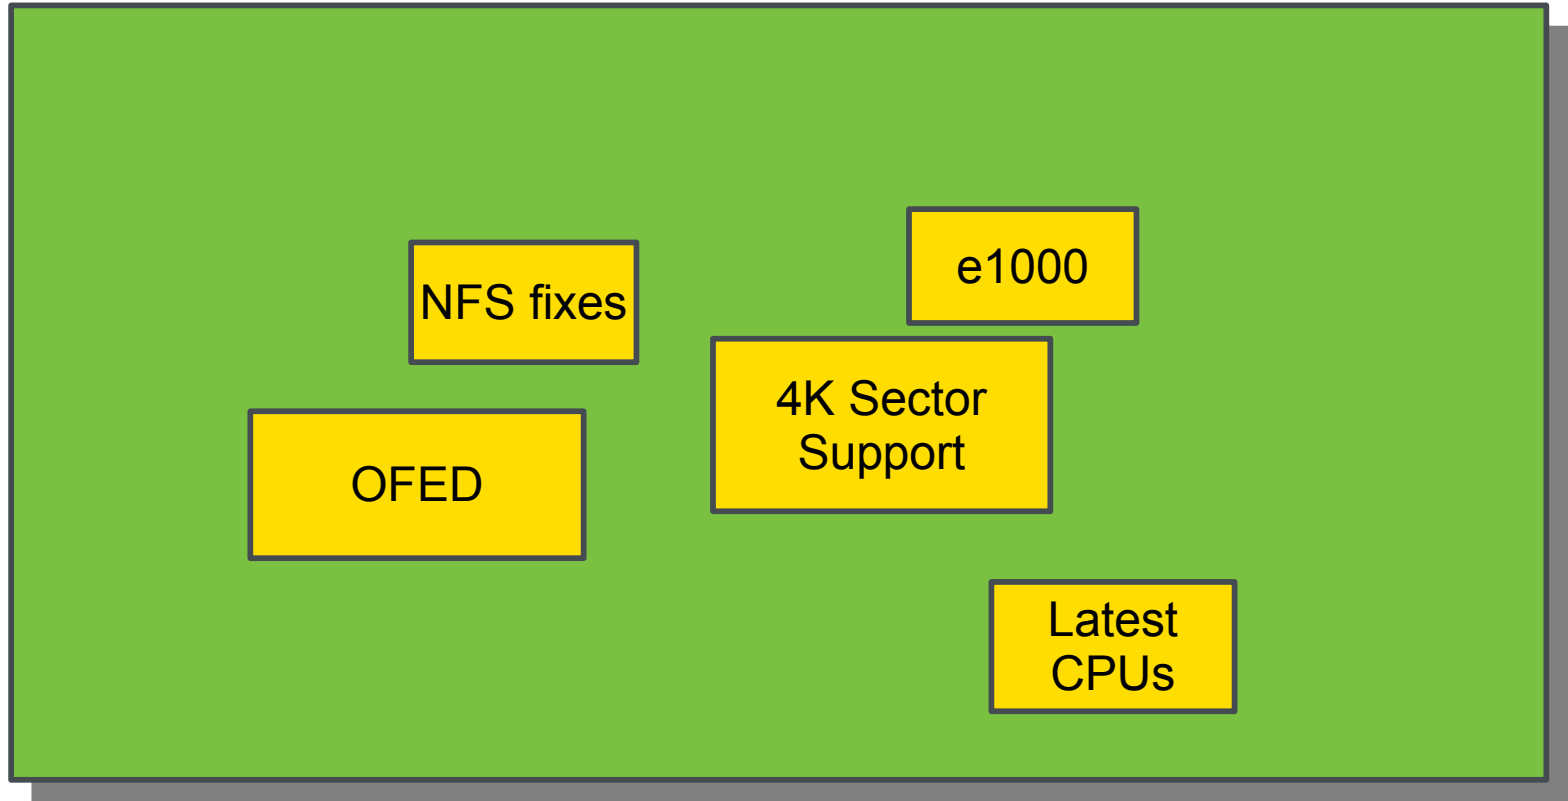 e1000
NFS fixes
4K Sector
Support
OFED
Latest
CPUs